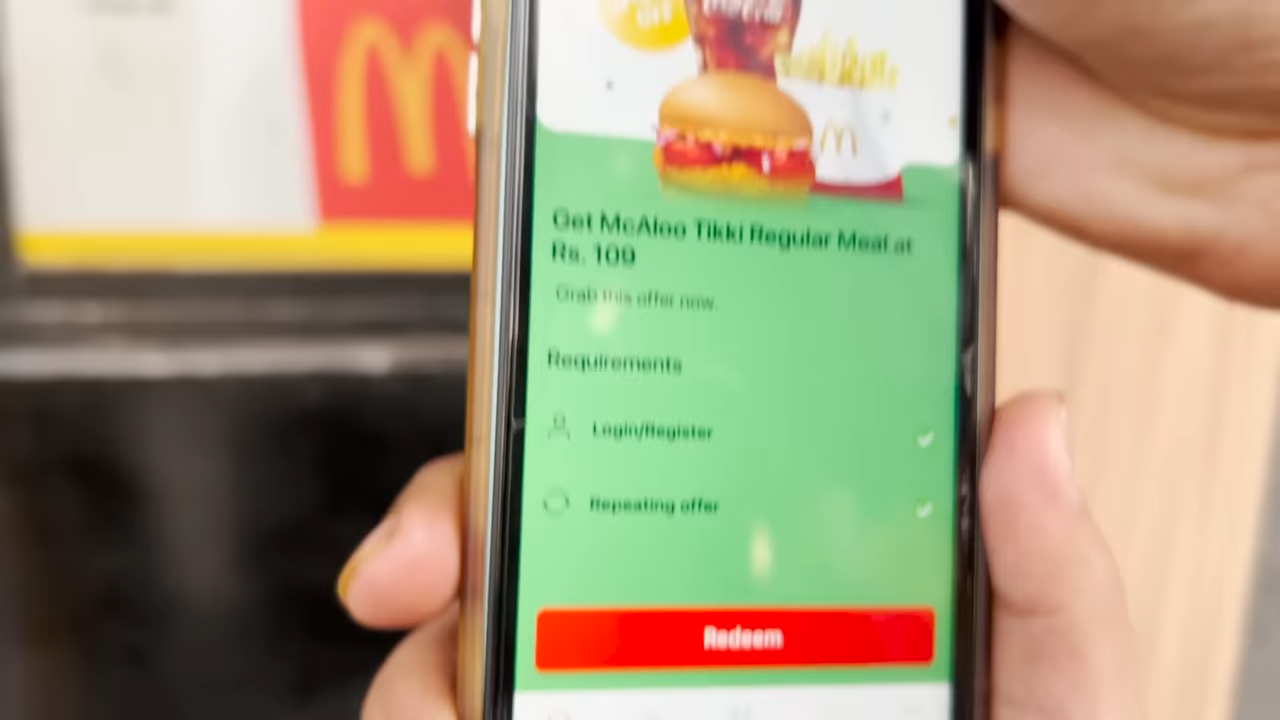 Get McAloo Tikki Regular Meal at
Rs. 109
Grab this offer now.
Requirements
Login/Register
Repeating offer
Redeem